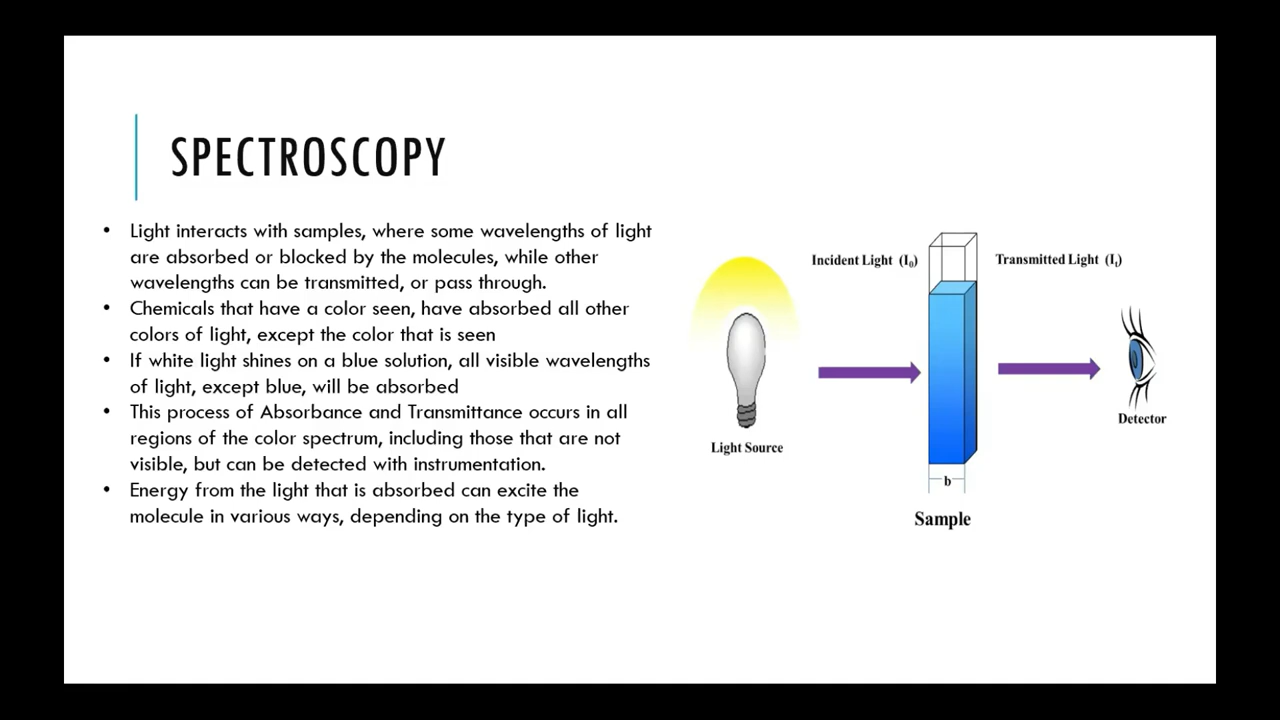 SPECTROSCOPY
• Light interacts with samples, where some wavelengths of light
are absorbed or blocked by the molecules, while other
wavelengths can be transmitted, or pass through.
• Chemicals that have a color seen, have absorbed all other
colors of light, except the color that is seen
• If white light shines on a blue solution, all visible wavelengths
of light, except blue, will be absorbed
• This process of Absorbance and Transmittance occurs in all
regions of the color spectrum, including those that are not
visible, but can be detected with instrumentation.
• Energy from the light that is absorbed can excite the
molecule in various ways, depending on the type of light.
Incident Light (I₀)
Transmitted Light (Iₜ)
Light Source
Detector
b
Sample